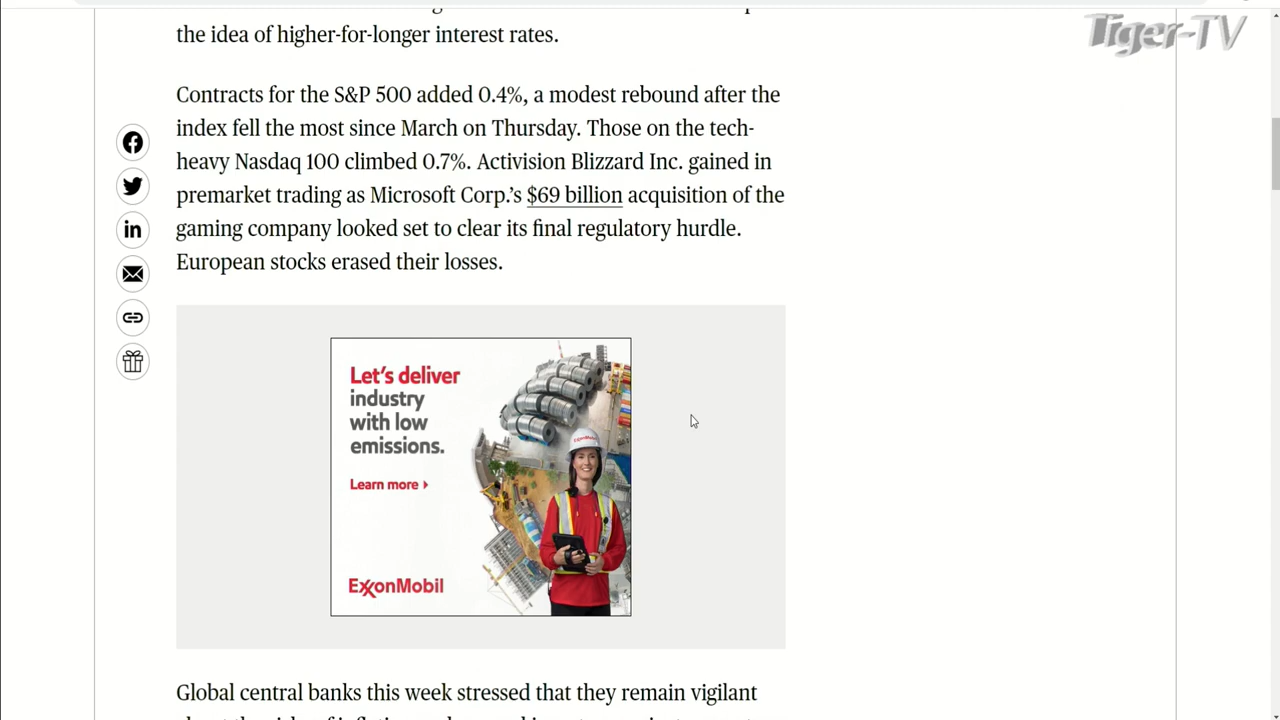 Tiger-TV
the idea of higher-for-longer interest rates.
Contracts for the S&P 500 added 0.4%, a modest rebound after the
index fell the most since March on Thursday. Those on the tech-
heavy Nasdaq 100 climbed 0.7%. Activision Blizzard Inc. gained in
premarket trading as Microsoft Corp.’s $69 billion acquisition of the
gaming company looked set to clear its final regulatory hurdle.
European stocks erased their losses.
Let’s deliver
industry
with low
emissions.
Learn more
ExxonMobil
Global central banks this week stressed that they remain vigilant